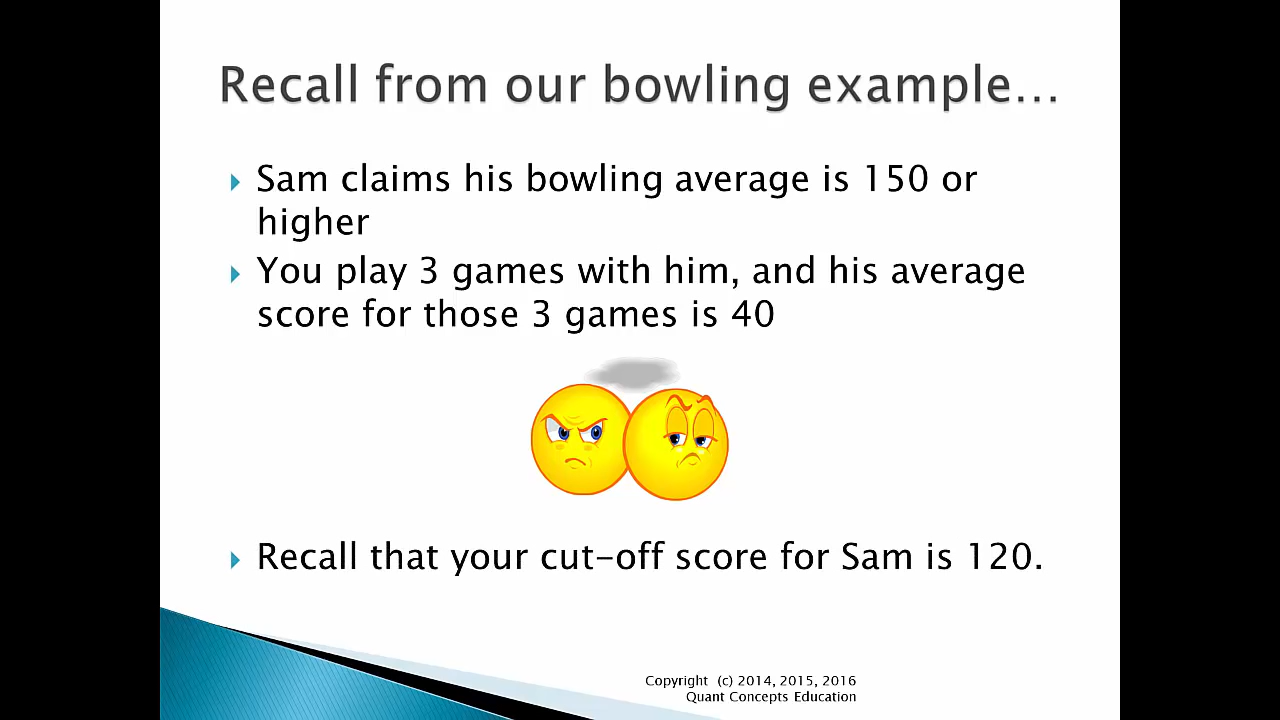 Recall from our bowling example…
Sam claims his bowling average is 150 or
higher
You play 3 games with him, and his average
score for those 3 games is 40
Recall that your cut-off score for Sam is 120.
Copyright (c) 2014, 2015, 2016
Quant Concepts Education